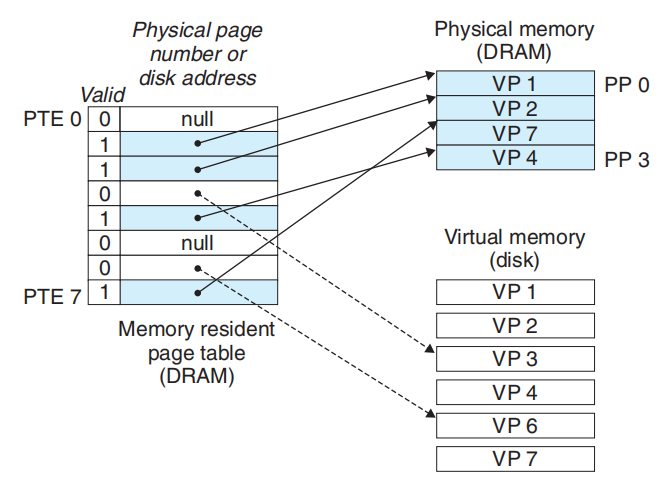 Physical page
number or
disk address
Valid
PTE 0
0
null
1
1
0
1
0
null
0
PTE 7
1
Memory resident
page table
(DRAM)
Physical memory
(DRAM)
VP 1
PP 0
VP 2
VP 7
VP 4
PP 3
Virtual memory
(disk)
VP 1
VP 2
VP 3
VP 4
VP 6
VP 7